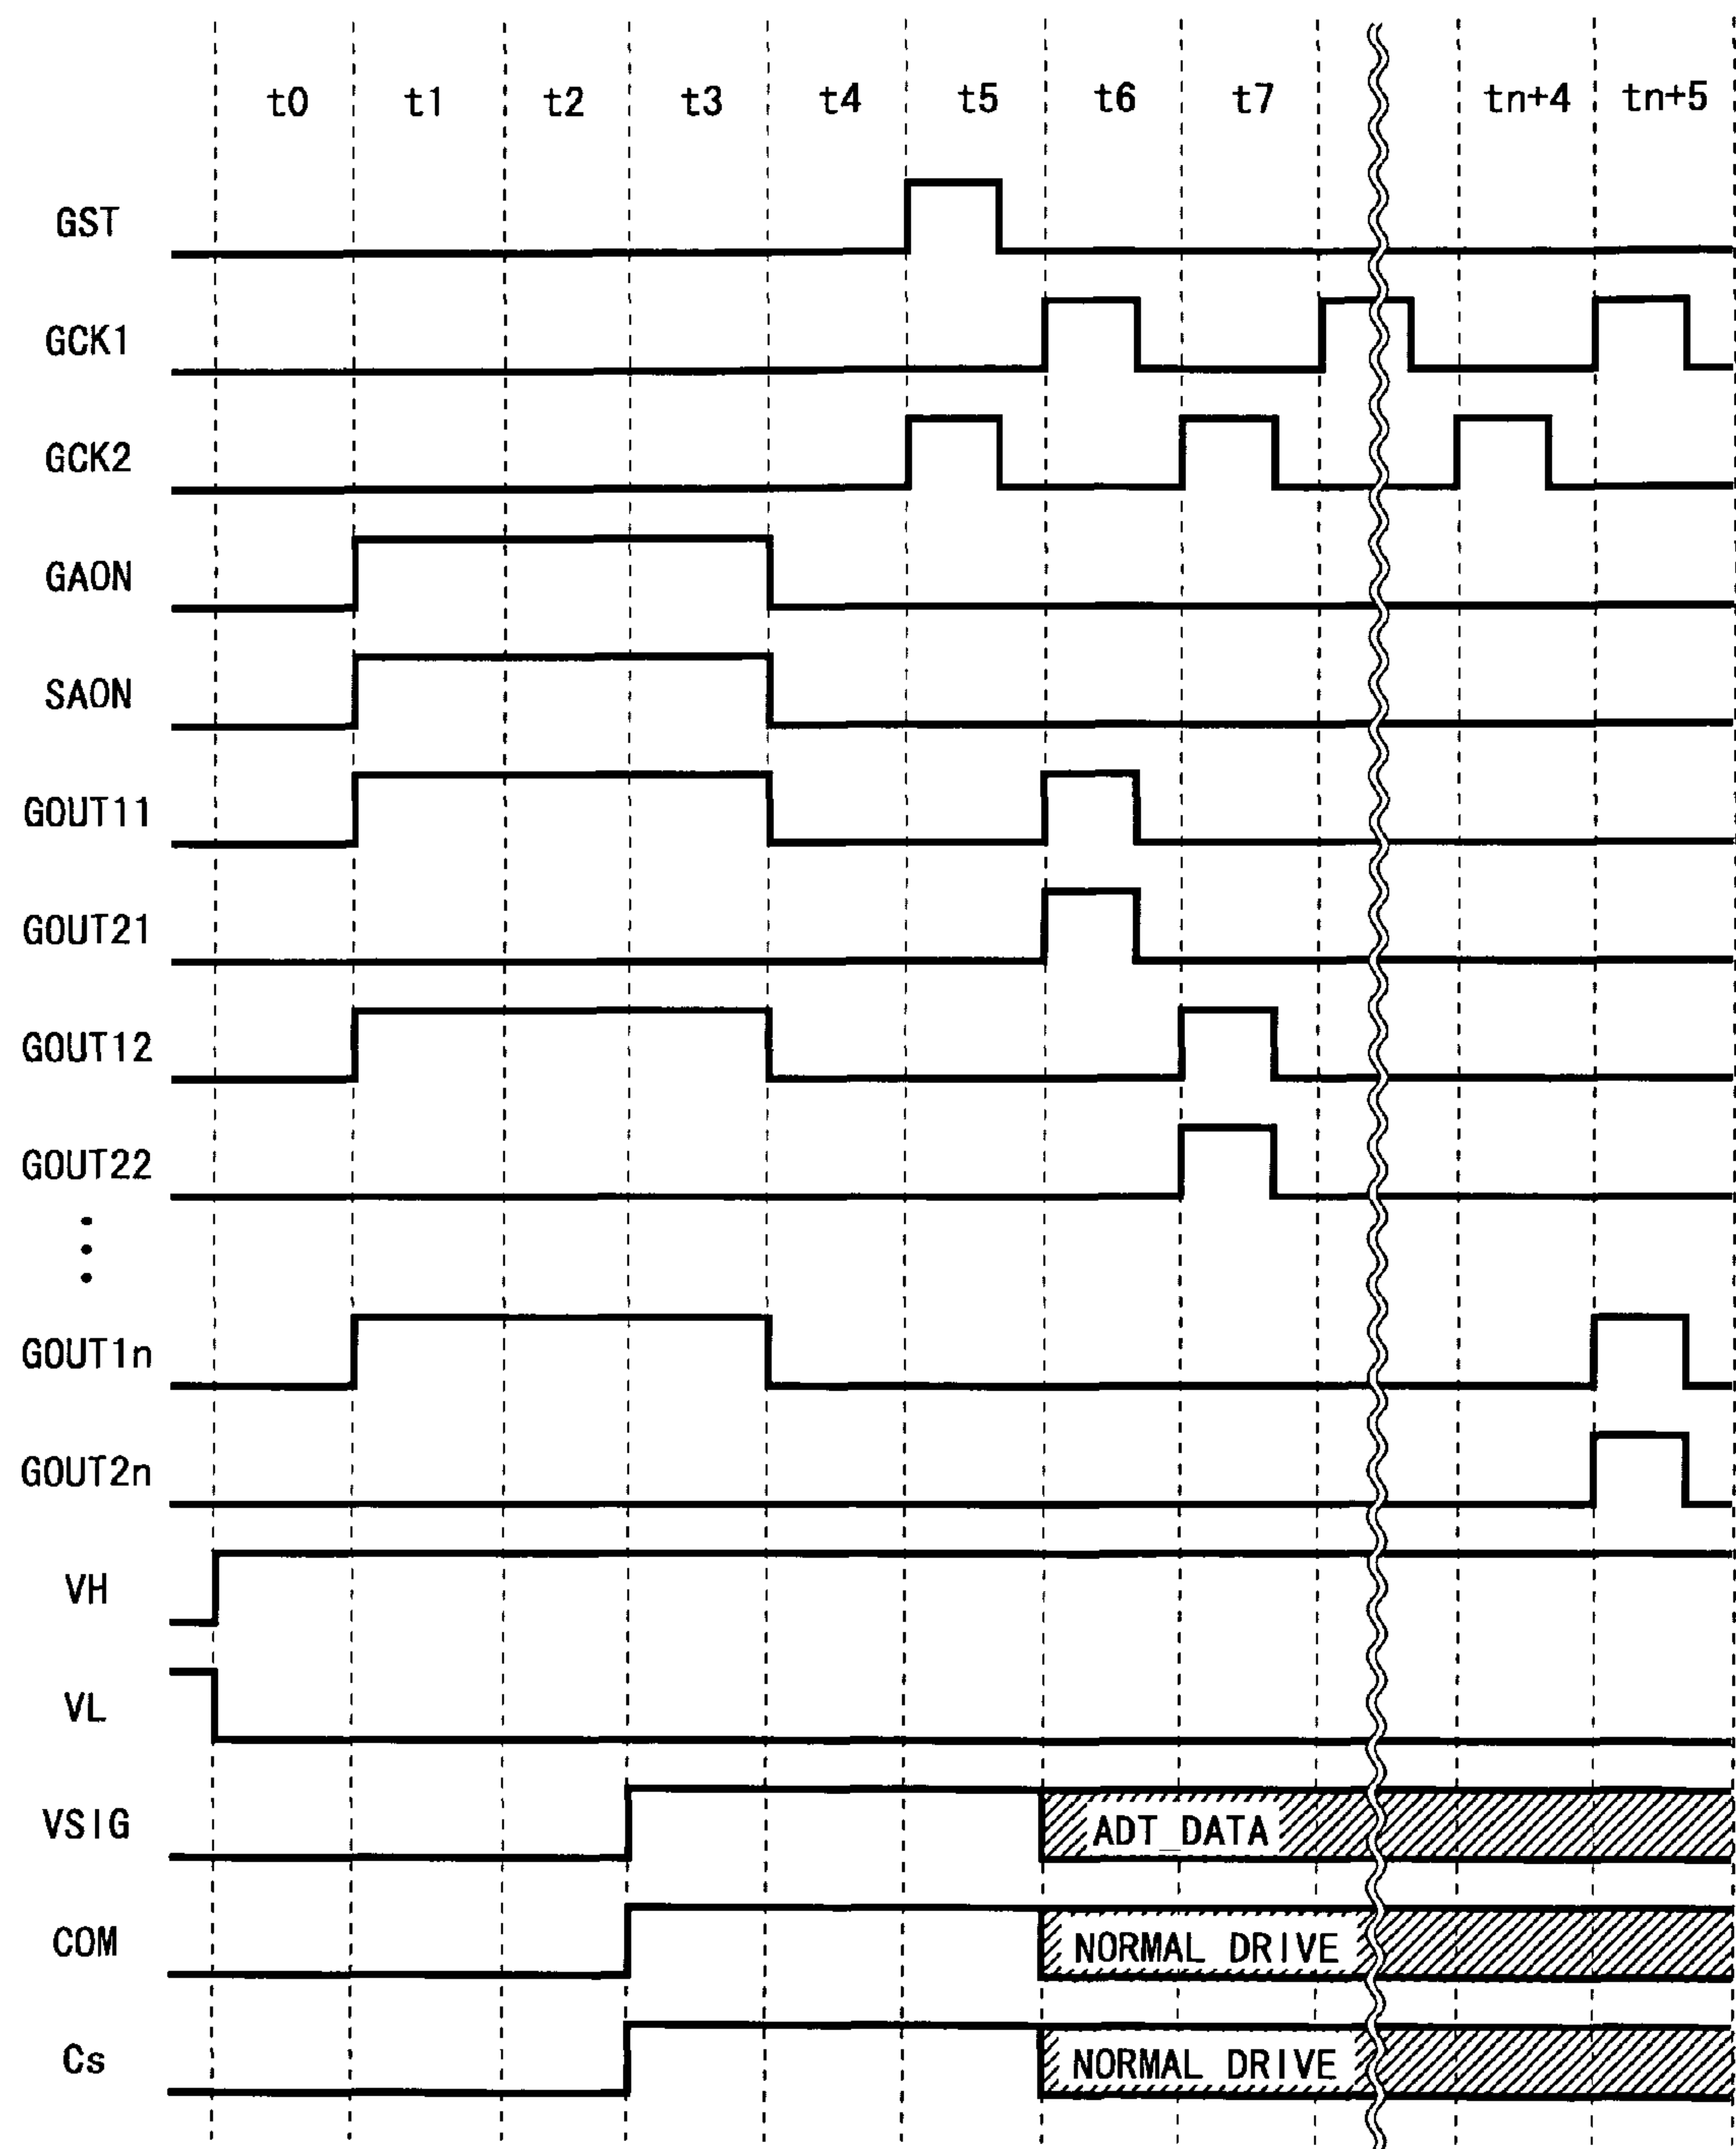 t0 t1 t2 t3 t4 t5 t6 t7 tn+4 tn+5
GST
GCK1
GCK2
GAON
SAON
GOUT11
GOUT21
GOUT12
GOUT22
GOUT1n
GOUT2n
VH
VL
VSIG ADT_DATA
COM NORMAL DRIVE
Cs NORMAL DRIVE